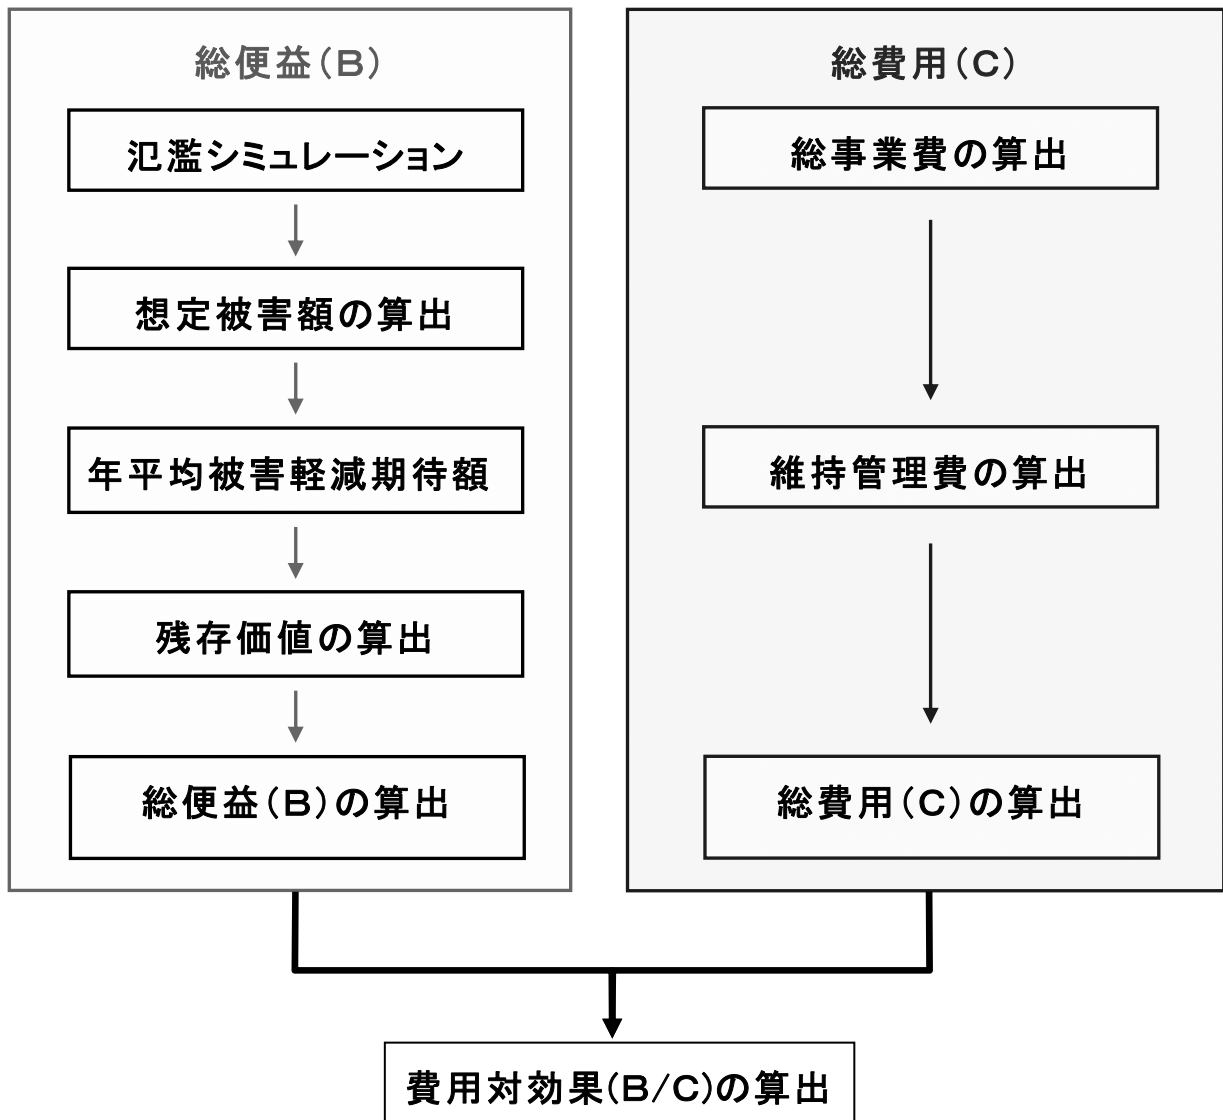 総便益(B)
氾濫シミュレーション
想定被害額の算出
年平均被害軽減期待額
残存価値の算出
総便益(B)の算出
総費用(C)
総事業費の算出
維持管理費の算出
総費用(C)の算出
費用対効果(B/C)の算出